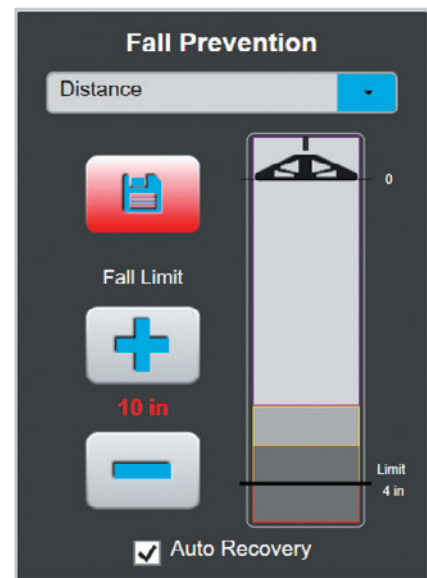 Fall Prevention
Distance
0
Fall Limit
10 in
Limit
4 in
Auto Recovery